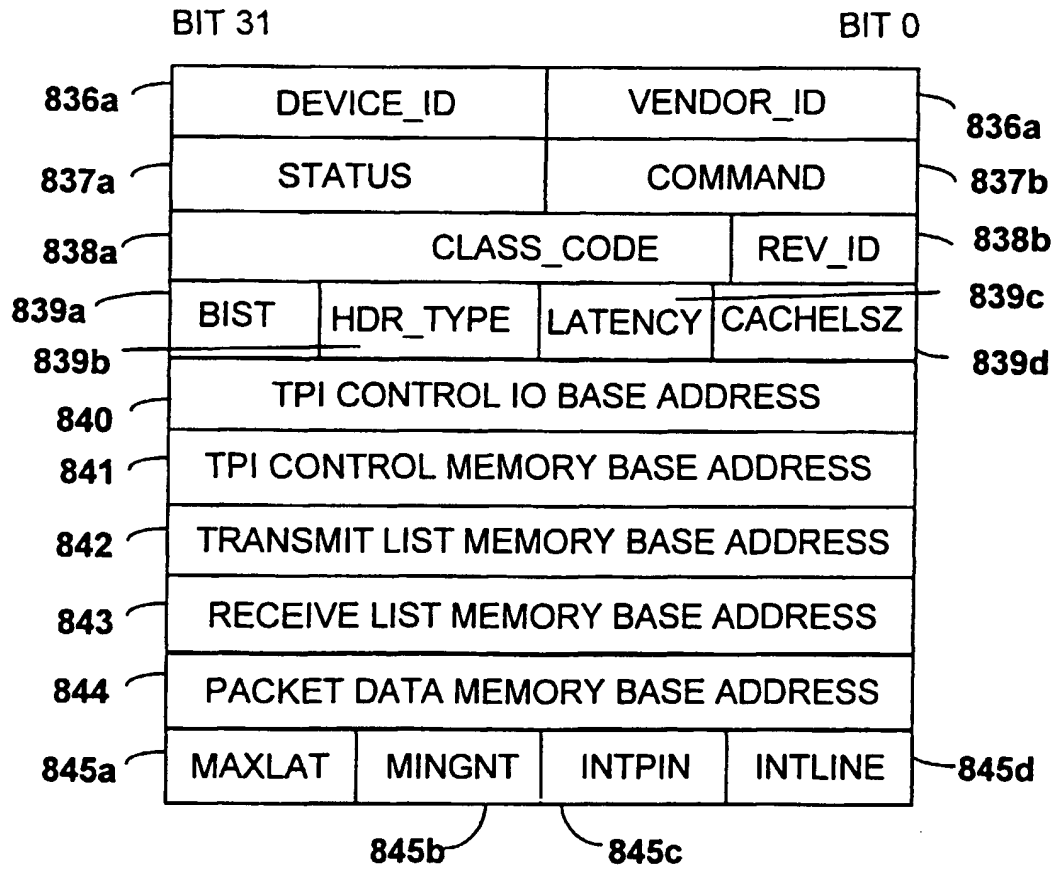 BIT 31 BIT 0
836a DEVICE_ID VENDOR_ID 836a
837a STATUS COMMAND 837b
838a CLASS_CODE REV_ID 838b
839a BIST HDR_TYPE LATENCY CACHELSZ 839c
839b 839d
840 TPI CONTROL IO BASE ADDRESS
841 TPI CONTROL MEMORY BASE ADDRESS
842 TRANSMIT LIST MEMORY BASE ADDRESS
843 RECEIVE LIST MEMORY BASE ADDRESS
844 PACKET DATA MEMORY BASE ADDRESS
845a MAXLAT MINGNT INTPIN INTLINE 845d
845b 845c